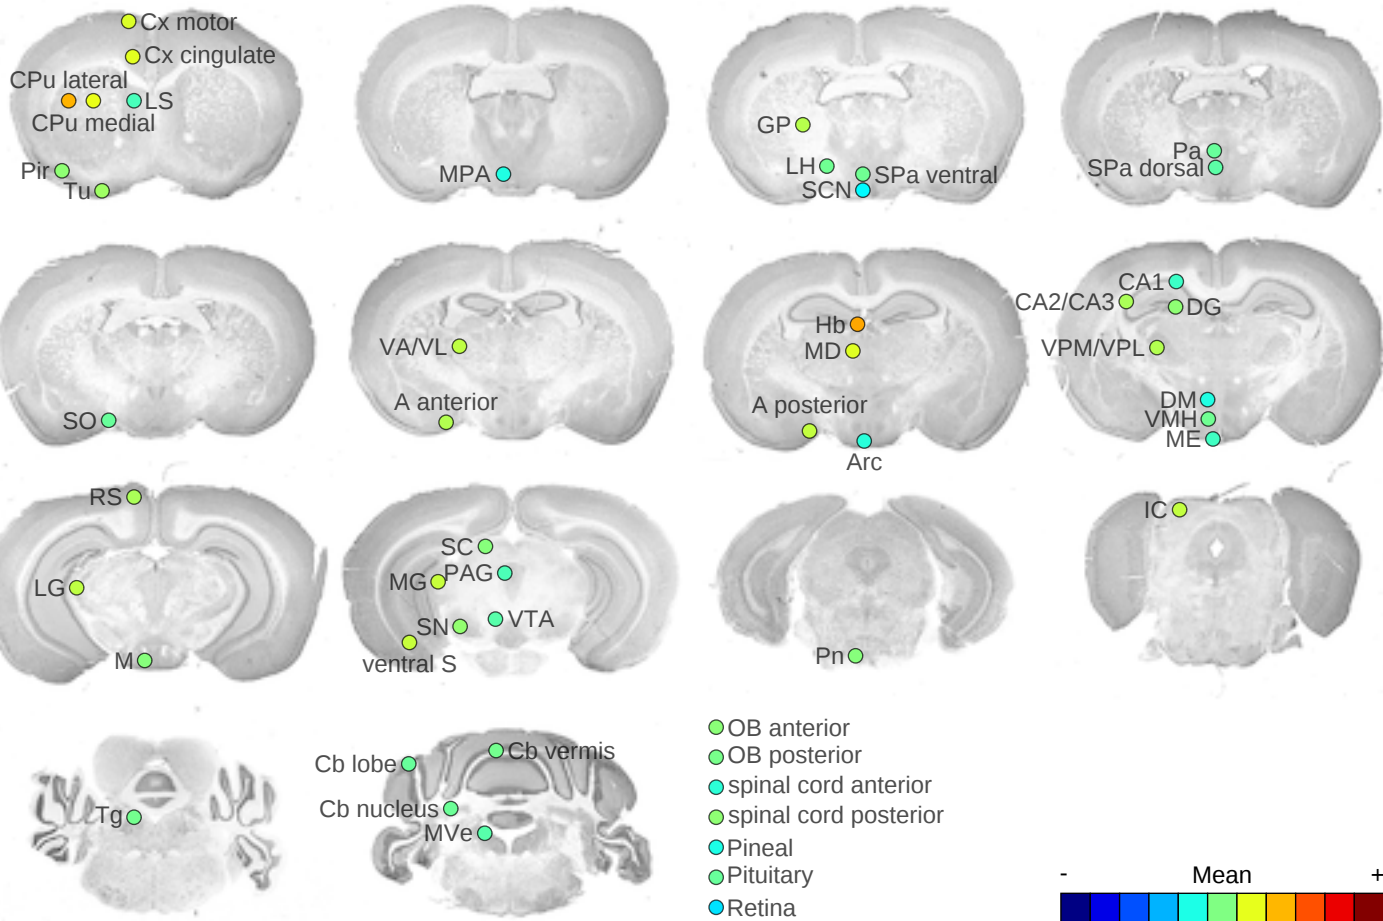 Cx motor
Cx cingulate
CPu lateral
LS
CPu medial
Pir
Tu
MPA
GP
LH
SPa ventral
SCN
Pa
SPa dorsal
SO
VA/VL
A anterior
Hb
MD
A posterior
Arc
CA1
CA2/CA3
DG
VPM/VPL
DM
VMH
ME
RS
LG
M
SC
PAG
MG
VTA
SN
ventral S
Pn
IC
Tg
Cb vermis
Cb lobe
Cb nucleus
MVe
OB anterior
OB posterior
spinal cord anterior
spinal cord posterior
Pineal
Pituitary
Retina
- Mean +